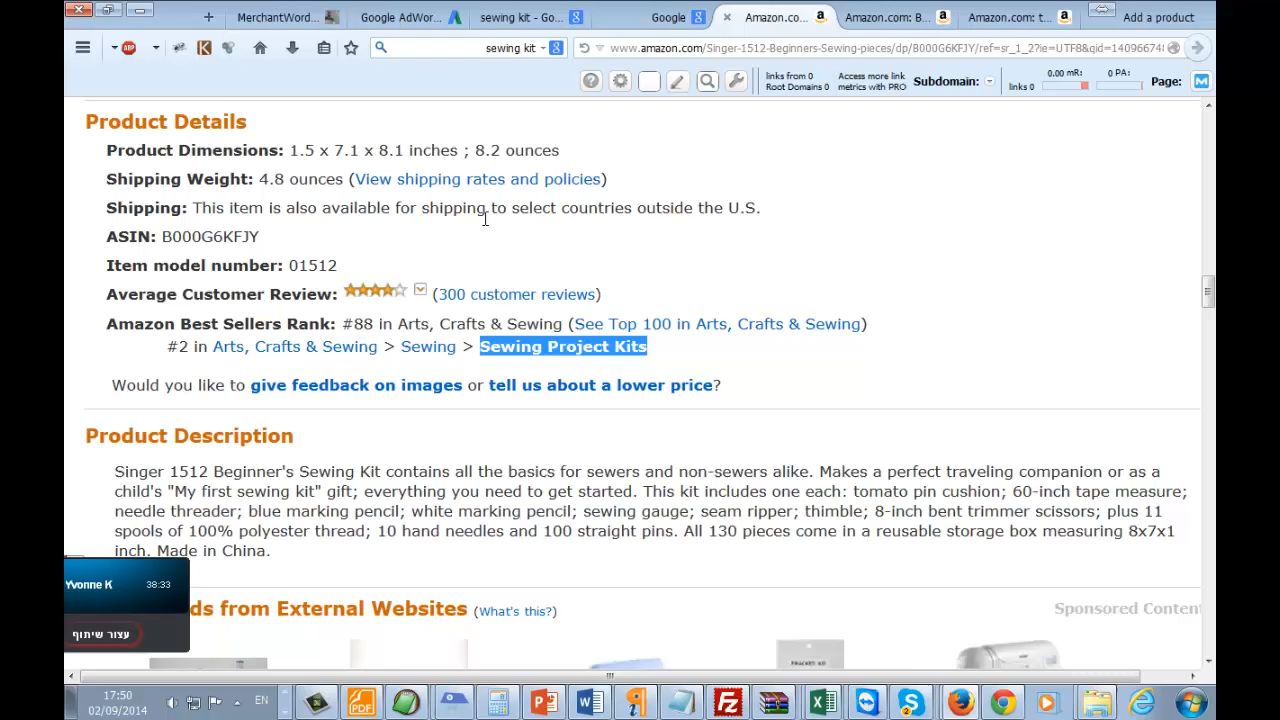 MerchantWord...
Google AdWor...
sewing kit - Go...
Google
Amazon.co...
Amazon.com: B...
Amazon.com: t...
Add a product
ABP
K
sewing kit
www.amazon.com/Singer-1512-Beginners-Sewing-pieces/dp/B000G6KFJY/ref=sr_1_2?ie=UTF8&qid=14096674
links from 0
Root Domains 0
Access more link
metrics with PRO
Subdomain:
links 0
0.00 mR:
0 PA:
Page:
Product Details
Product Dimensions: 1.5 x 7.1 x 8.1 inches ; 8.2 ounces
Shipping Weight: 4.8 ounces (View shipping rates and policies)
Shipping: This item is also available for shipping to select countries outside the U.S.
ASIN: B000G6KFJY
Item model number: 01512
Average Customer Review: (300 customer reviews)
Amazon Best Sellers Rank: #88 in Arts, Crafts & Sewing (See Top 100 in Arts, Crafts & Sewing)
#2 in Arts, Crafts & Sewing > Sewing > Sewing Project Kits
Would you like to give feedback on images or tell us about a lower price?
Product Description
Singer 1512 Beginner's Sewing Kit contains all the basics for sewers and non-sewers alike. Makes a perfect traveling companion or as a
child's "My first sewing kit" gift; everything you need to get started. This kit includes one each: tomato pin cushion; 60-inch tape measure;
needle threader; blue marking pencil; white marking pencil; sewing gauge; seam ripper; thimble; 8-inch bent trimmer scissors; plus 11
spools of 100% polyester thread; 10 hand needles and 100 straight pins. All 130 pieces come in a reusable storage box measuring 8x7x1
inch. Made in China.
Yvonne K 38:33
עצור שיתוף
ds from External Websites (What's this?)
Sponsored Conten
17:50
02/09/2014
EN